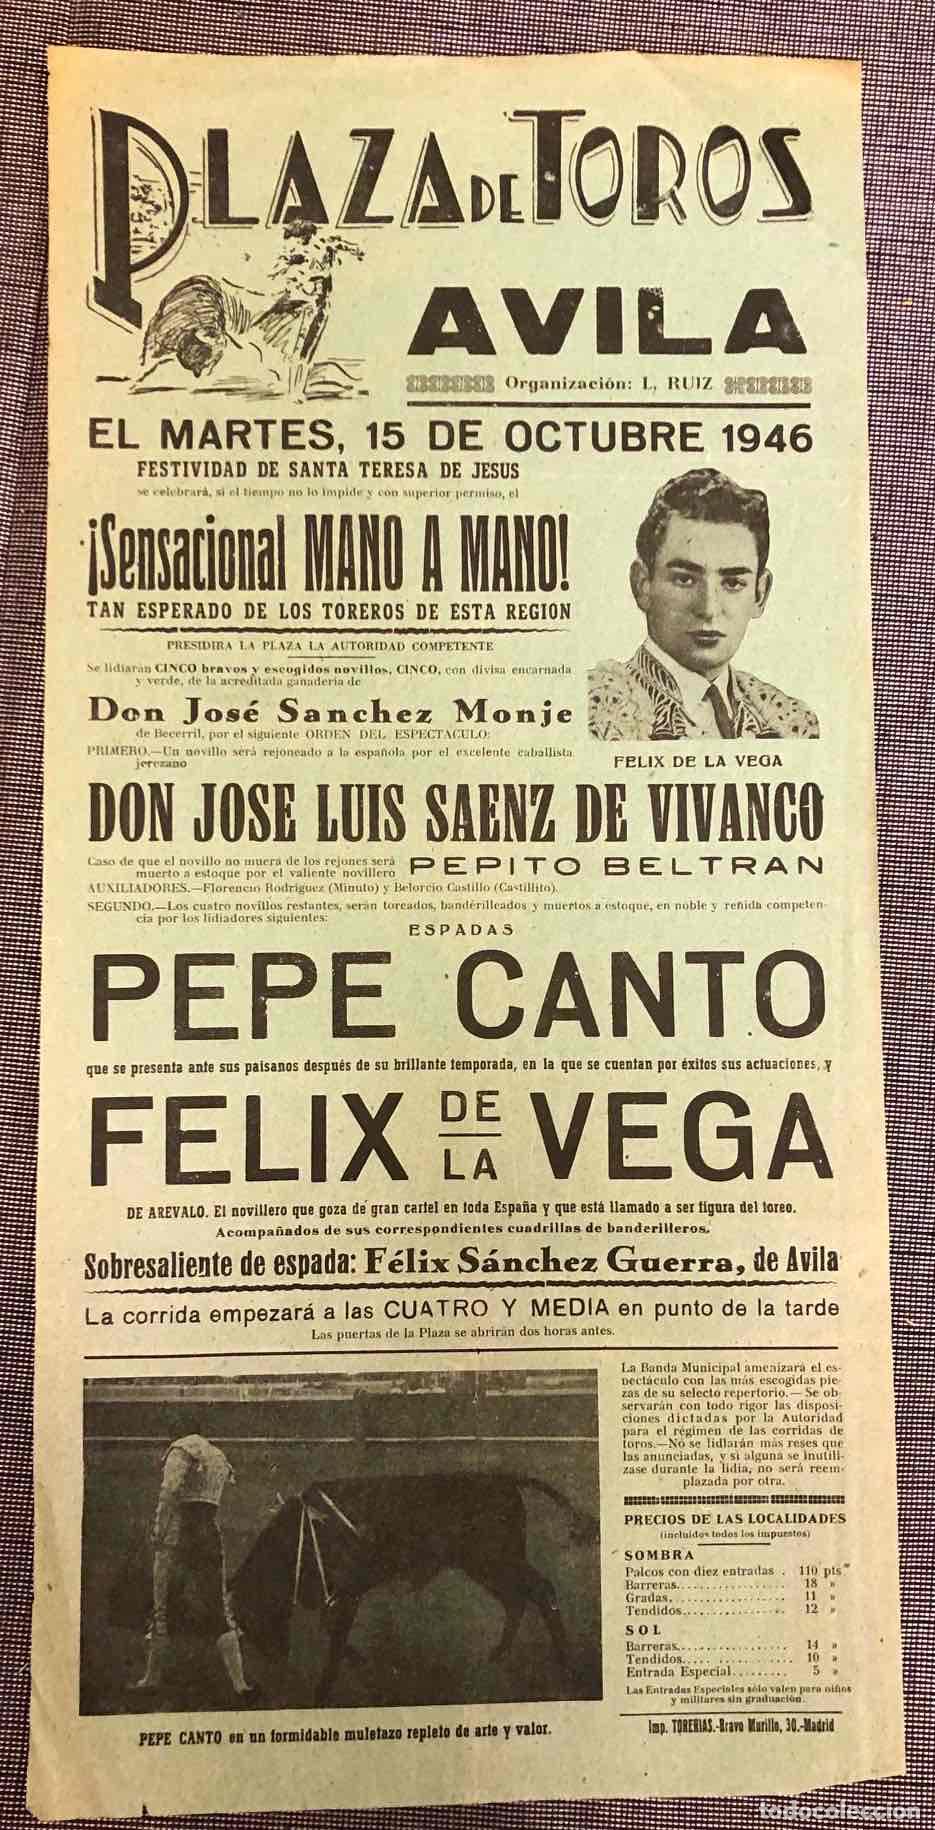 PLAZA DE TOROS
AVILA
Organización: L. RUIZ
EL MARTES, 15 DE OCTUBRE 1946
FESTIVIDAD DE SANTA TERESA DE JESUS
se celebrará, si el tiempo no lo impide y con superior permiso, el
¡Sensacional MANO A MANO!
TAN ESPERADO DE LOS TOREROS DE ESTA REGION
PRESIDIRA LA PLAZA LA AUTORIDAD COMPETENTE
Se lidiarán CINCO bravos y escogidos novillos, CINCO, con divisa encarnada
y verde, de la acreditada ganadería de
Don José Sanchez Monje
de Becerril, por el siguiente ORDEN DEL ESPECTACULO:
PRIMERO.—Un novillo será rejoneado a la española por el excelente caballista
jerezano
FELIX DE LA VEGA
DON JOSE LUIS SAENZ DE VIVANCO
Caso de que el novillo no muera de los rejones será
muerto a estoque por el valiente novillero PEPITO BELTRAN
AUXILIADORES.—Florencio Rodríguez (Minuto) y Belorcio Castillo (Castillito).
SEGUNDO.—Los cuatro novillos restantes, serán toreados, banderilleados y muertos a estoque, en noble y reñida competen-
cia por los lidiadores siguientes:
ESPADAS
PEPE CANTO
que se presenta ante sus paisanos después de su brillante temporada, en la que se cuentan por éxitos sus actuaciones, y
FELIX DE LA VEGA
DE AREVALO. El novillero que goza de gran cartel en toda España y que está llamado a ser figura del toreo.
Acompañados de sus correspondientes cuadrillas de banderilleros.
Sobresaliente de espada: Félix Sánchez Guerra, de Avila
La corrida empezará a las CUATRO Y MEDIA en punto de la tarde
Las puertas de la Plaza se abrirán dos horas antes.
La Banda Municipal amenizará el es-
pectáculo con las más escogidas pie-
zas de su selecto repertorio.— Se ob-
servarán con todo rigor las disposi-
ciones dictadas por la Autoridad
para el régimen de las corridas de
toros.—No se lidiarán más reses que
las anunciadas, y si alguna se inutili-
zase durante la lidia, no será reem-
plazada por otra.
PRECIOS DE LAS LOCALIDADES
(incluidos todos los impuestos)
SOMBRA
Palcos con diez entradas . 110 pts
Barreras.................. 18 »
Gradas.................... 11 »
Tendidos.................. 12 »
SOL
Barreras.................. 14 »
Tendidos.................. 10 »
Entrada Especial......... 5 »
Las Entradas Especiales sólo valen para niños
y militares sin graduación.
Imp. TORERIAS.-Bravo Murillo, 30.-Madrid
PEPE CANTO en un formidable muletazo repleto de arte y valor.
todocoleccion